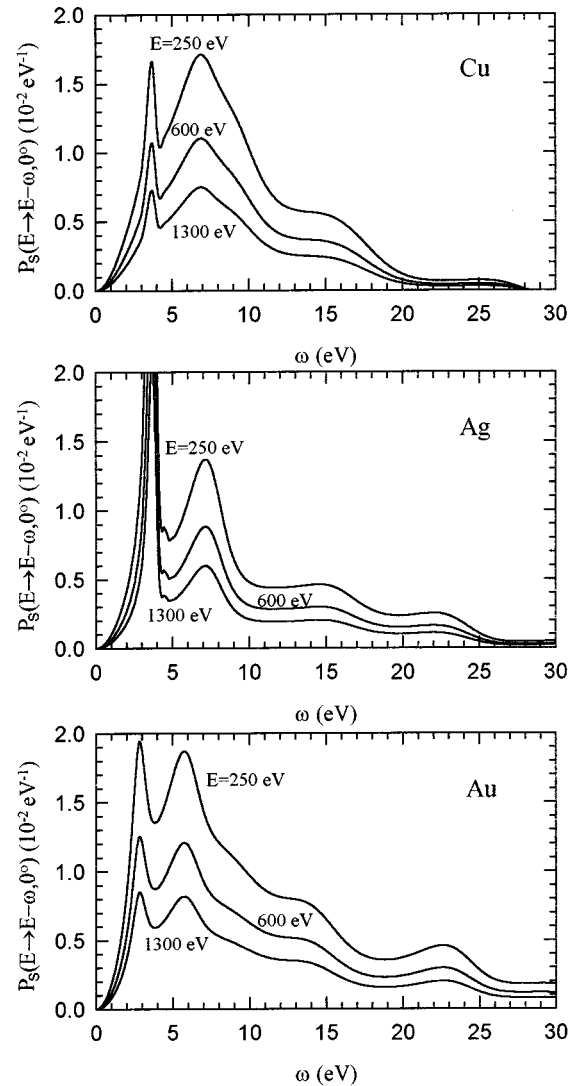 2.0
1.5
1.0
0.5
0.0
P_S(E→E−ω,0°) (10⁻² eV⁻¹)
E=250 eV
600 eV
1300 eV
Cu
0 5 10 15 20 25 30
ω (eV)
2.0
1.5
1.0
0.5
0.0
P_S(E→E−ω,0°) (10⁻² eV⁻¹)
Ag
E=250 eV
600 eV
1300 eV
0 5 10 15 20 25 30
ω (eV)
2.0
1.5
1.0
0.5
0.0
P_S(E→E−ω,0°) (10⁻² eV⁻¹)
Au
E=250 eV
600 eV
1300 eV
0 5 10 15 20 25 30
ω (eV)